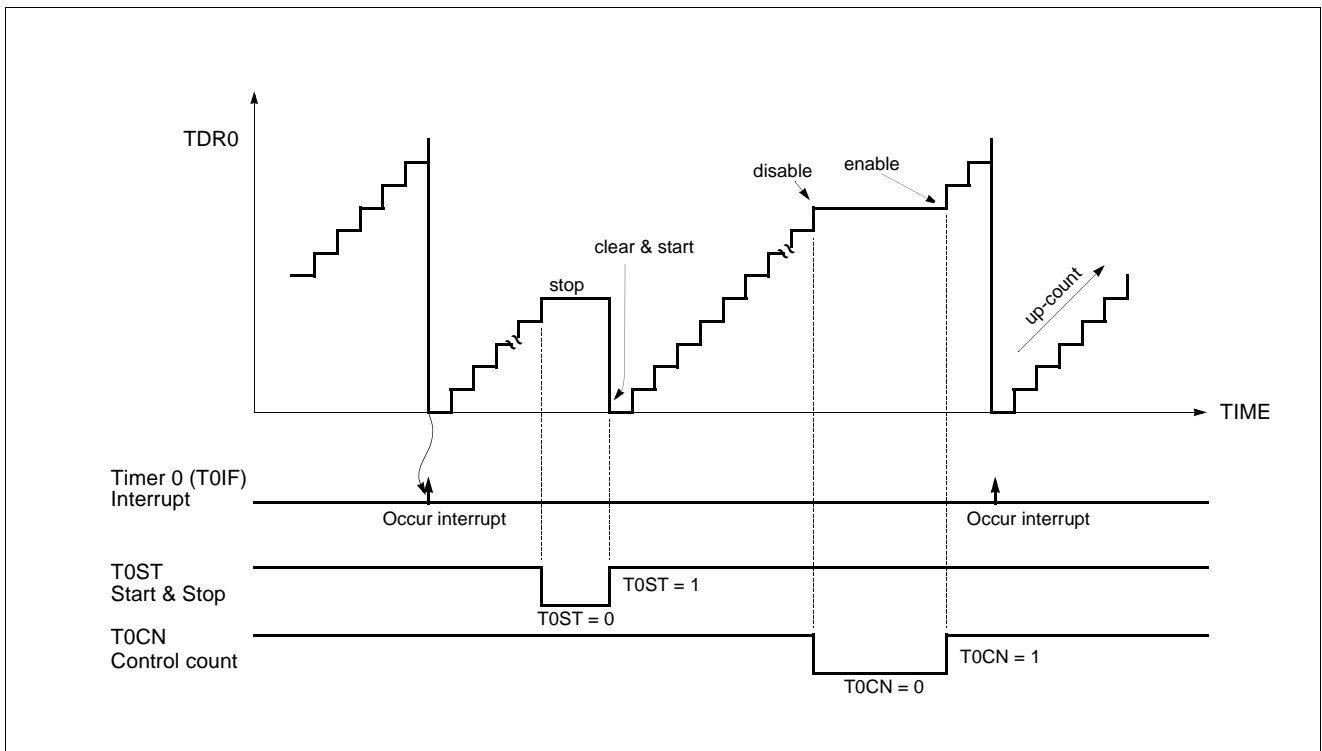 TDR0
disable
enable
clear & start
stop
up-count
TIME
Timer 0 (T0IF)
Interrupt
Occur interrupt
Occur interrupt
T0ST
Start & Stop
T0ST = 1
T0ST = 0
T0CN
Control count
T0CN = 1
T0CN = 0